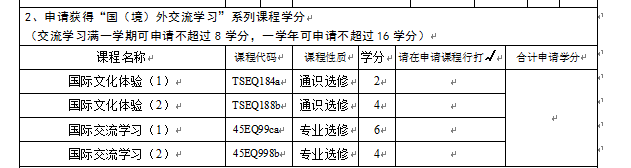 2、申请获得“国（境）外交流学习”系列课程学分
（交流学习满一学期可申请不超过 8 学分，一学年可申请不超过 16 学分）
课程名称 课程代码 课程性质 学分 请在申请课程行打✓ 合计申请学分
国际文化体验（1） TSEQ184a 通识选修 2
国际文化体验（2） TSEQ188b 通识选修 4
国际交流学习（1） 45EQ99ca 专业选修 6
国际交流学习（2） 45EQ998b 专业选修 4